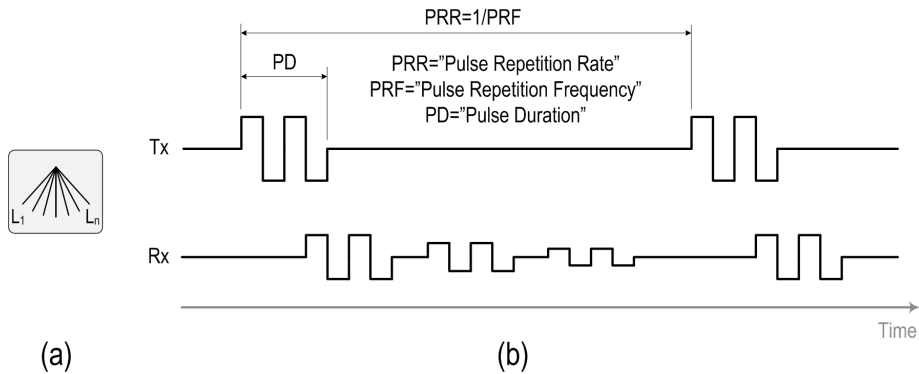 PRR=1/PRF
PD
PRR="Pulse Repetition Rate"
PRF="Pulse Repetition Frequency"
PD="Pulse Duration"
Tx
L1 Ln
Rx
Time
(a) (b)